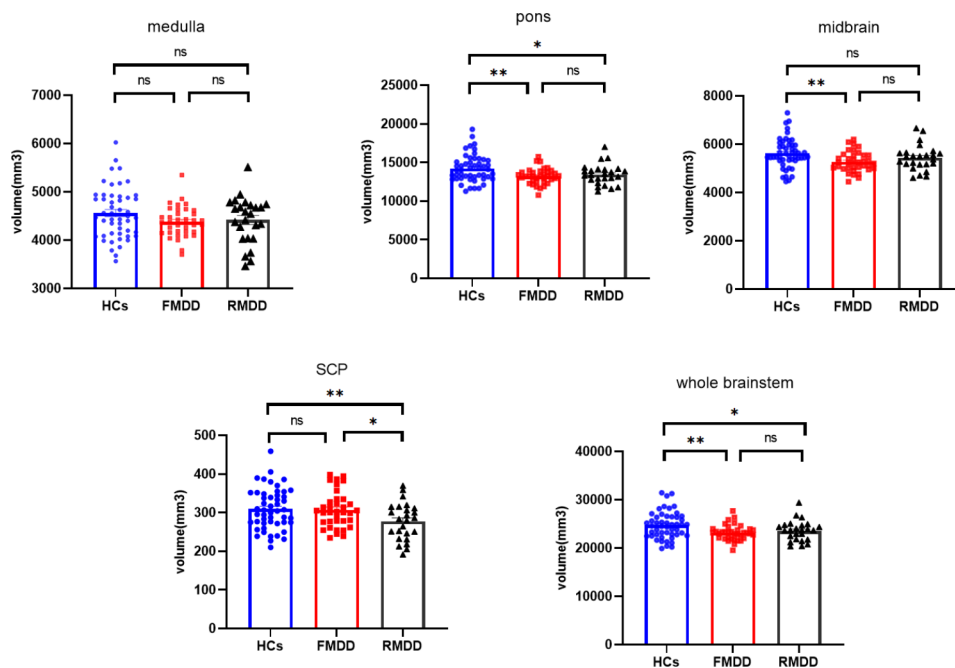 medulla
ns
ns
ns
volume(mm3)
7000
6000
5000
4000
3000
HCs
FMDD
RMDD
pons
*
**
ns
volume(mm3)
25000
20000
15000
10000
5000
0
HCs
FMDD
RMDD
midbrain
ns
**
ns
volume(mm3)
8000
6000
4000
2000
0
HCs
FMDD
RMDD
SCP
**
ns
*
volume(mm3)
500
400
300
200
100
0
HCs
FMDD
RMDD
whole brainstem
*
**
ns
volume(mm3)
40000
30000
20000
10000
0
HCs
FMDD
RMDD